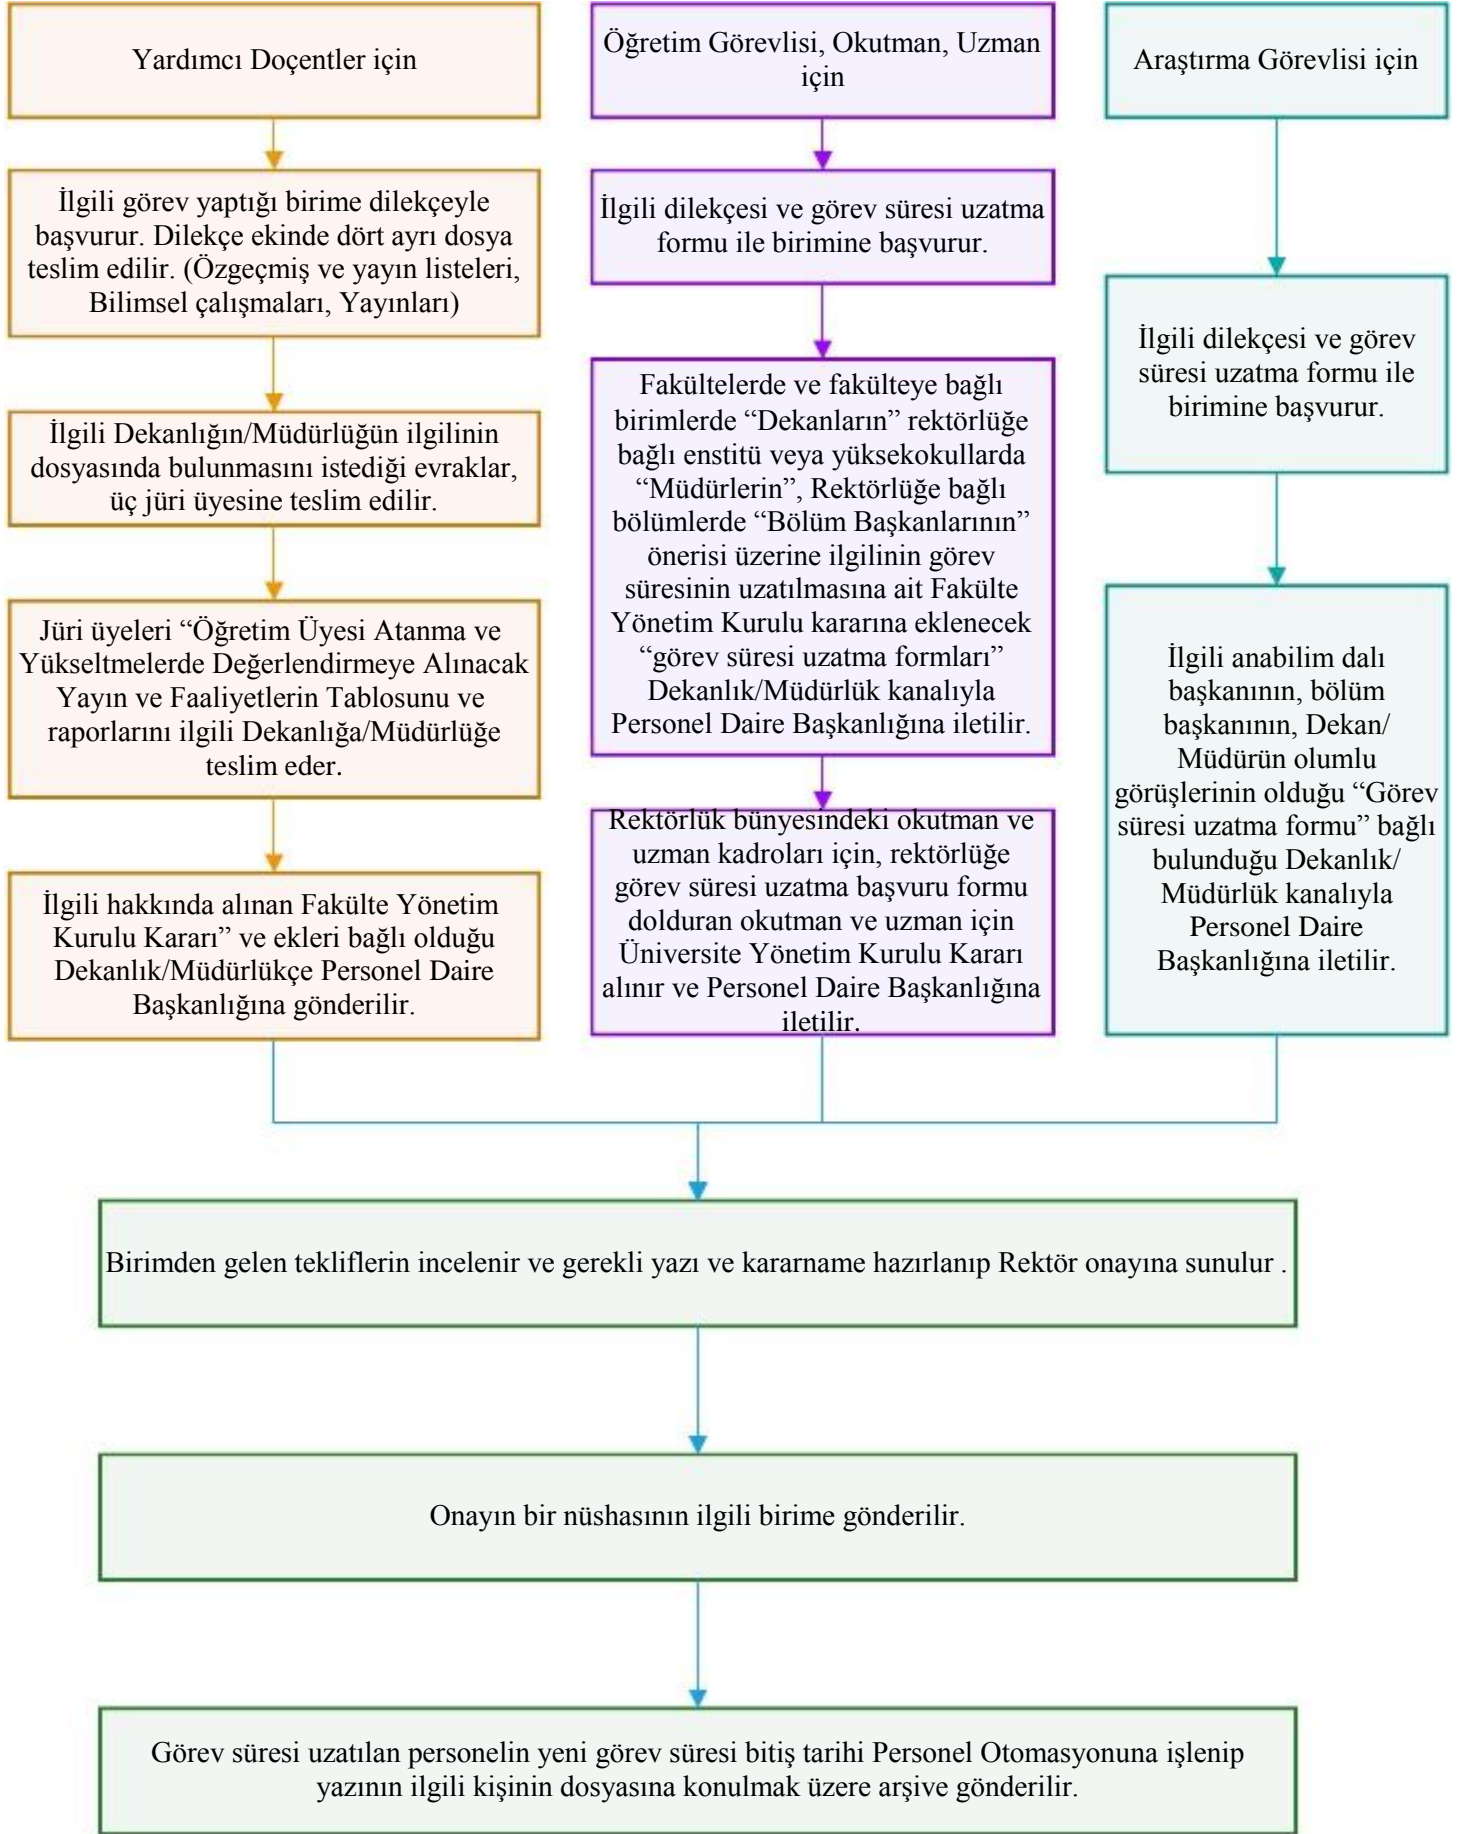 Yardımcı Doçentler için
İlgili görev yaptığı birime dilekçeyle
başvurur. Dilekçe ekinde dört ayrı dosya
teslim edilir. (Özgeçmiş ve yayın listeleri,
Bilimsel çalışmaları, Yayınları)
İlgili Dekanlığın/Müdürlüğün ilgilinin
dosyasında bulunmasını istediği evraklar,
üç jüri üyesine teslim edilir.
Jüri üyeleri “Öğretim Üyesi Atanma ve
Yükseltmelerde Değerlendirmeye Alınacak
Yayın ve Faaliyetlerin Tablosunu ve
raporlarını ilgili Dekanlığa/Müdürlüğe
teslim eder.
İlgili hakkında alınan Fakülte Yönetim
Kurulu Kararı” ve ekleri bağlı olduğu
Dekanlık/Müdürlükçe Personel Daire
Başkanlığına gönderilir.
Öğretim Görevlisi, Okutman, Uzman
için
İlgili dilekçesi ve görev süresi uzatma
formu ile birimine başvurur.
Fakültelerde ve fakülteye bağlı
birimlerde “Dekanların” rektörlüğe
bağlı enstitü veya yüksekokullarda
“Müdürlerin”, Rektörlüğe bağlı
bölümlerde “Bölüm Başkanlarının”
önerisi üzerine ilgilinin görev
süresinin uzatılmasına ait Fakülte
Yönetim Kurulu kararına eklenecek
“görev süresi uzatma formları”
Dekanlık/Müdürlük kanalıyla
Personel Daire Başkanlığına iletilir.
Rektörlük bünyesindeki okutman ve
uzman kadroları için, rektörlüğe
görev süresi uzatma başvuru formu
dolduran okutman ve uzman için
Üniversite Yönetim Kurulu Kararı
alınır ve Personel Daire Başkanlığına
iletilir.
Araştırma Görevlisi için
İlgili dilekçesi ve görev
süresi uzatma formu ile
birimine başvurur.
İlgili anabilim dalı
başkanının, bölüm
başkanının, Dekan/
Müdürün olumlu
görüşlerinin olduğu “Görev
süresi uzatma formu” bağlı
bulunduğu Dekanlık/
Müdürlük kanalıyla
Personel Daire
Başkanlığına iletilir.
Birimden gelen tekliflerin incelenir ve gerekli yazı ve kararname hazırlanıp Rektör onayına sunulur .
Onayın bir nüshasının ilgili birime gönderilir.
Görev süresi uzatılan personelin yeni görev süresi bitiş tarihi Personel Otomasyonuna işlenip
yazının ilgili kişinin dosyasına konulmak üzere arşive gönderilir.